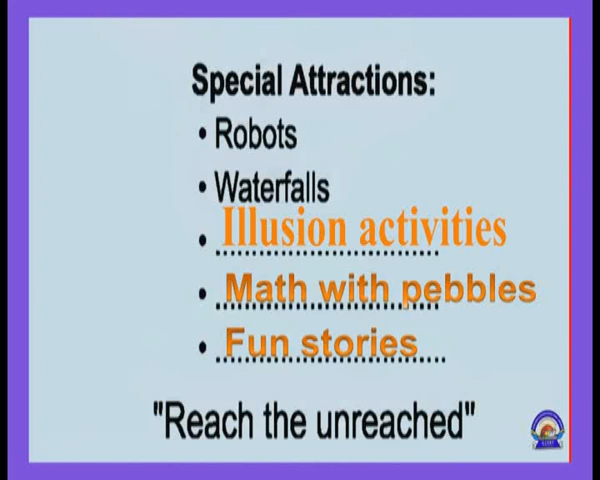 Special Attractions:
• Robots
• Waterfalls
• Illusion activities
• Math with pebbles
• Fun stories
"Reach the unreached"